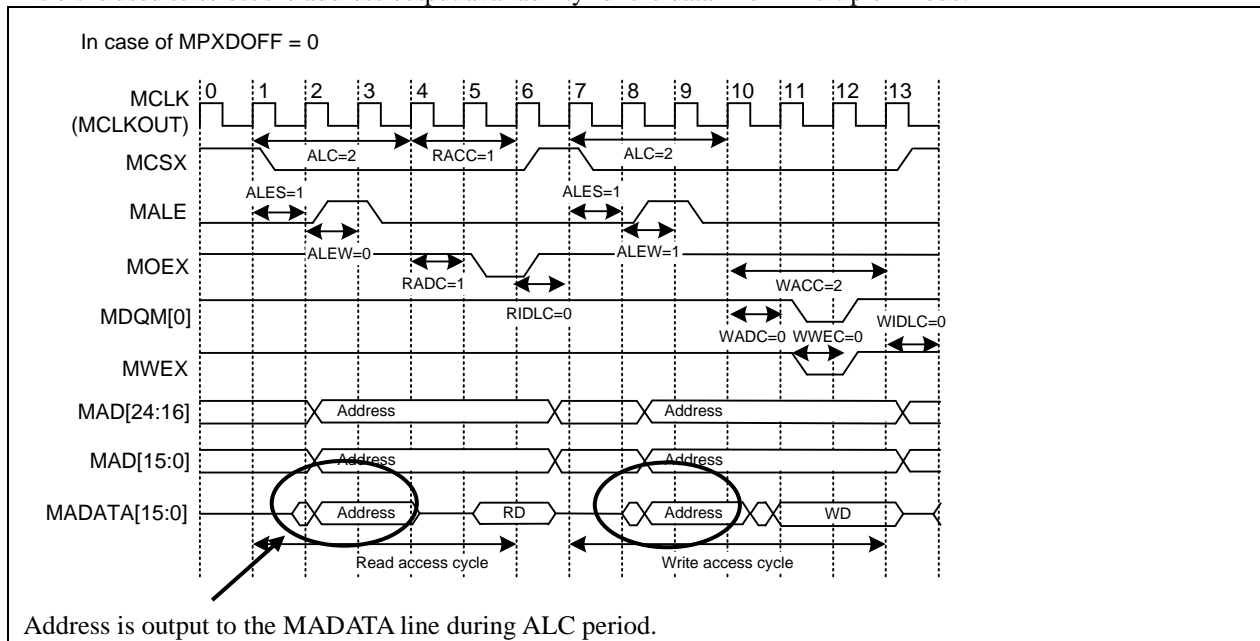 In case of MPXDOFF = 0
0 1 2 3 4 5 6 7 8 9 10 11 12 13
MCLK
(MCLKOUT)
ALC=2 RACC=1 ALC=2
MCSX
ALES=1 ALES=1
MALE
ALEW=0 ALEW=1
MOEX
RADC=1 WACC=2
RIDLC=0
MDQM[0]
WADC=0 WWEC=0 WIDLC=0
MWEX
MAD[24:16] Address Address
MAD[15:0] Address Address
MADATA[15:0] Address RD Address WD
Read access cycle Write access cycle
Address is output to the MADATA line during ALC period.